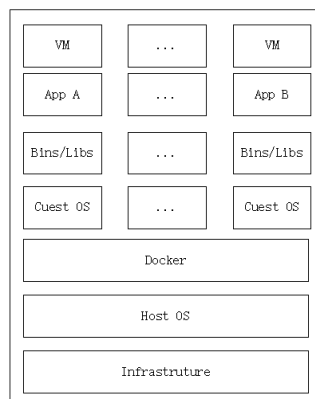 VM ... VM
App A ... App B
Bins/Libs ... Bins/Libs
Cuest OS ... Cuest OS
Docker
Host OS
Infrastruture